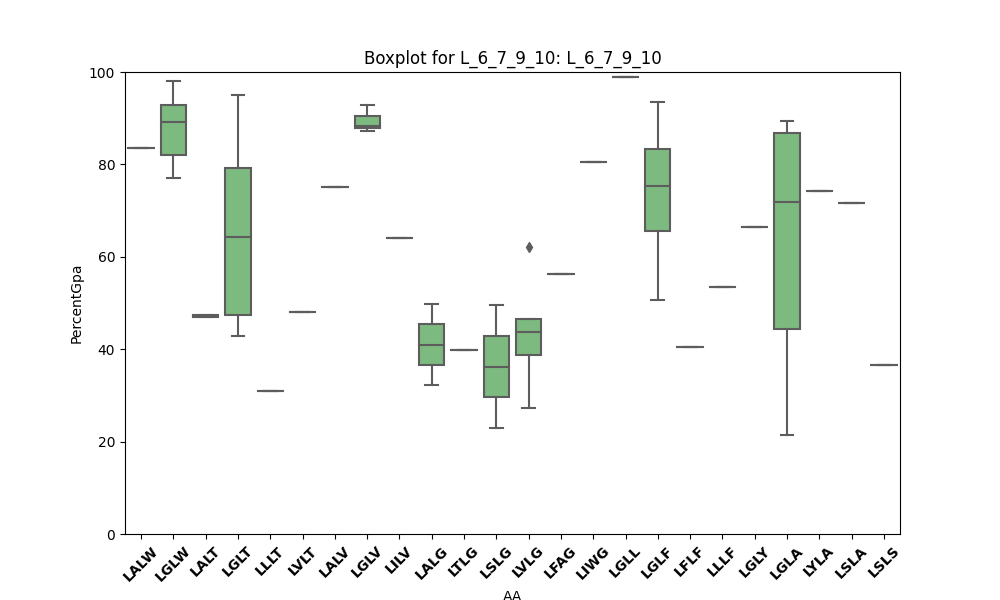 Boxplot for L_6_7_9_10: L_6_7_9_10
100
80
60
40
20
0
PercentGpa
LALW LGLW LALT LGLT LLLT LVLT LALV LGLV LILV LALG LTLG LSLG LVLG LFAG LIWG LGLL LGLF LFLF LLLF LGLY LGLA LYLA LSLA LSLS
AA